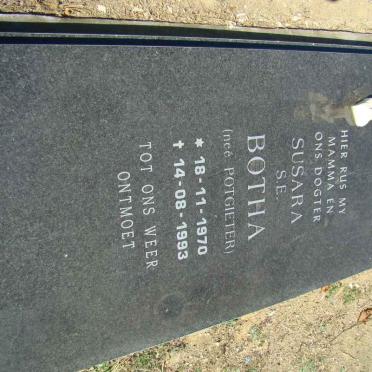 HIER RUS MY
MAMMA EN
ONS DOGTER
SUSARA
S.E.
BOTHA
(neé POTGIETER)
* 18-11-1970
✝ 14-08-1993
TOT ONS WEER
ONTMOET